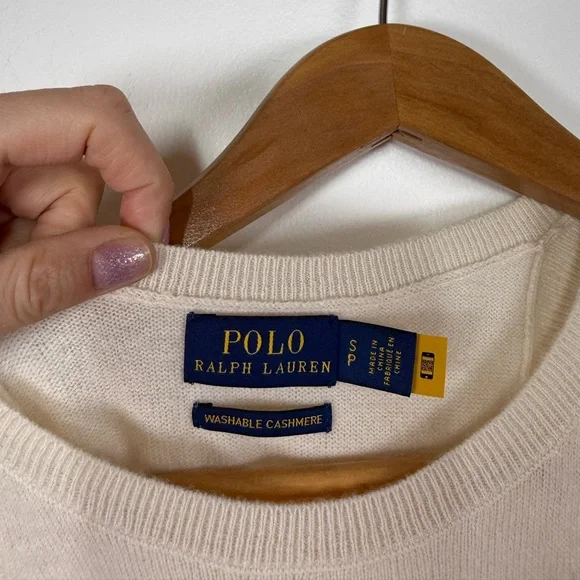 POLO
RALPH LAUREN
S
P
MADE IN
CHINA
FABRIQUÉ EN
CHINE
WASHABLE CASHMERE